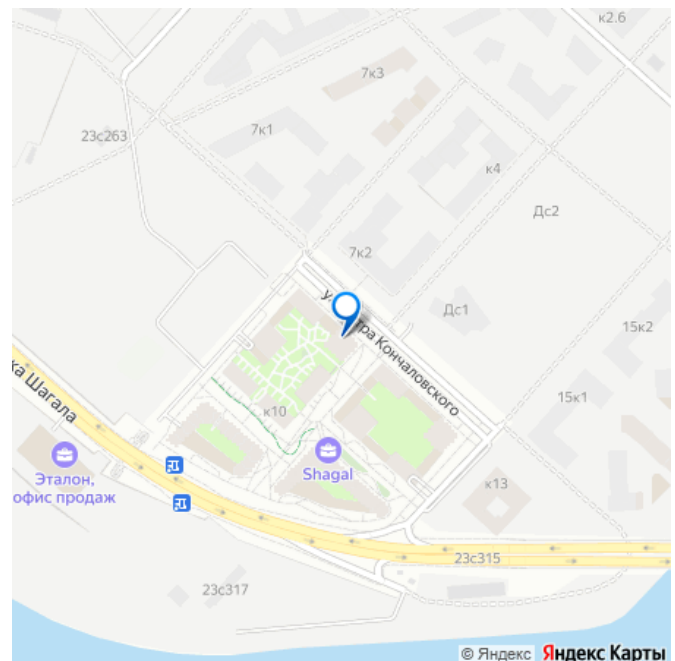 к2.6
7к3
7к1
23с263
к4
Дс2
7к2
Дс1
тра Кончаловского
15к2
ка Шагала
15к1
к10
Эталон,
офис продаж
Shagal
к13
23с315
23с317
© Яндекс Яндекс Карты